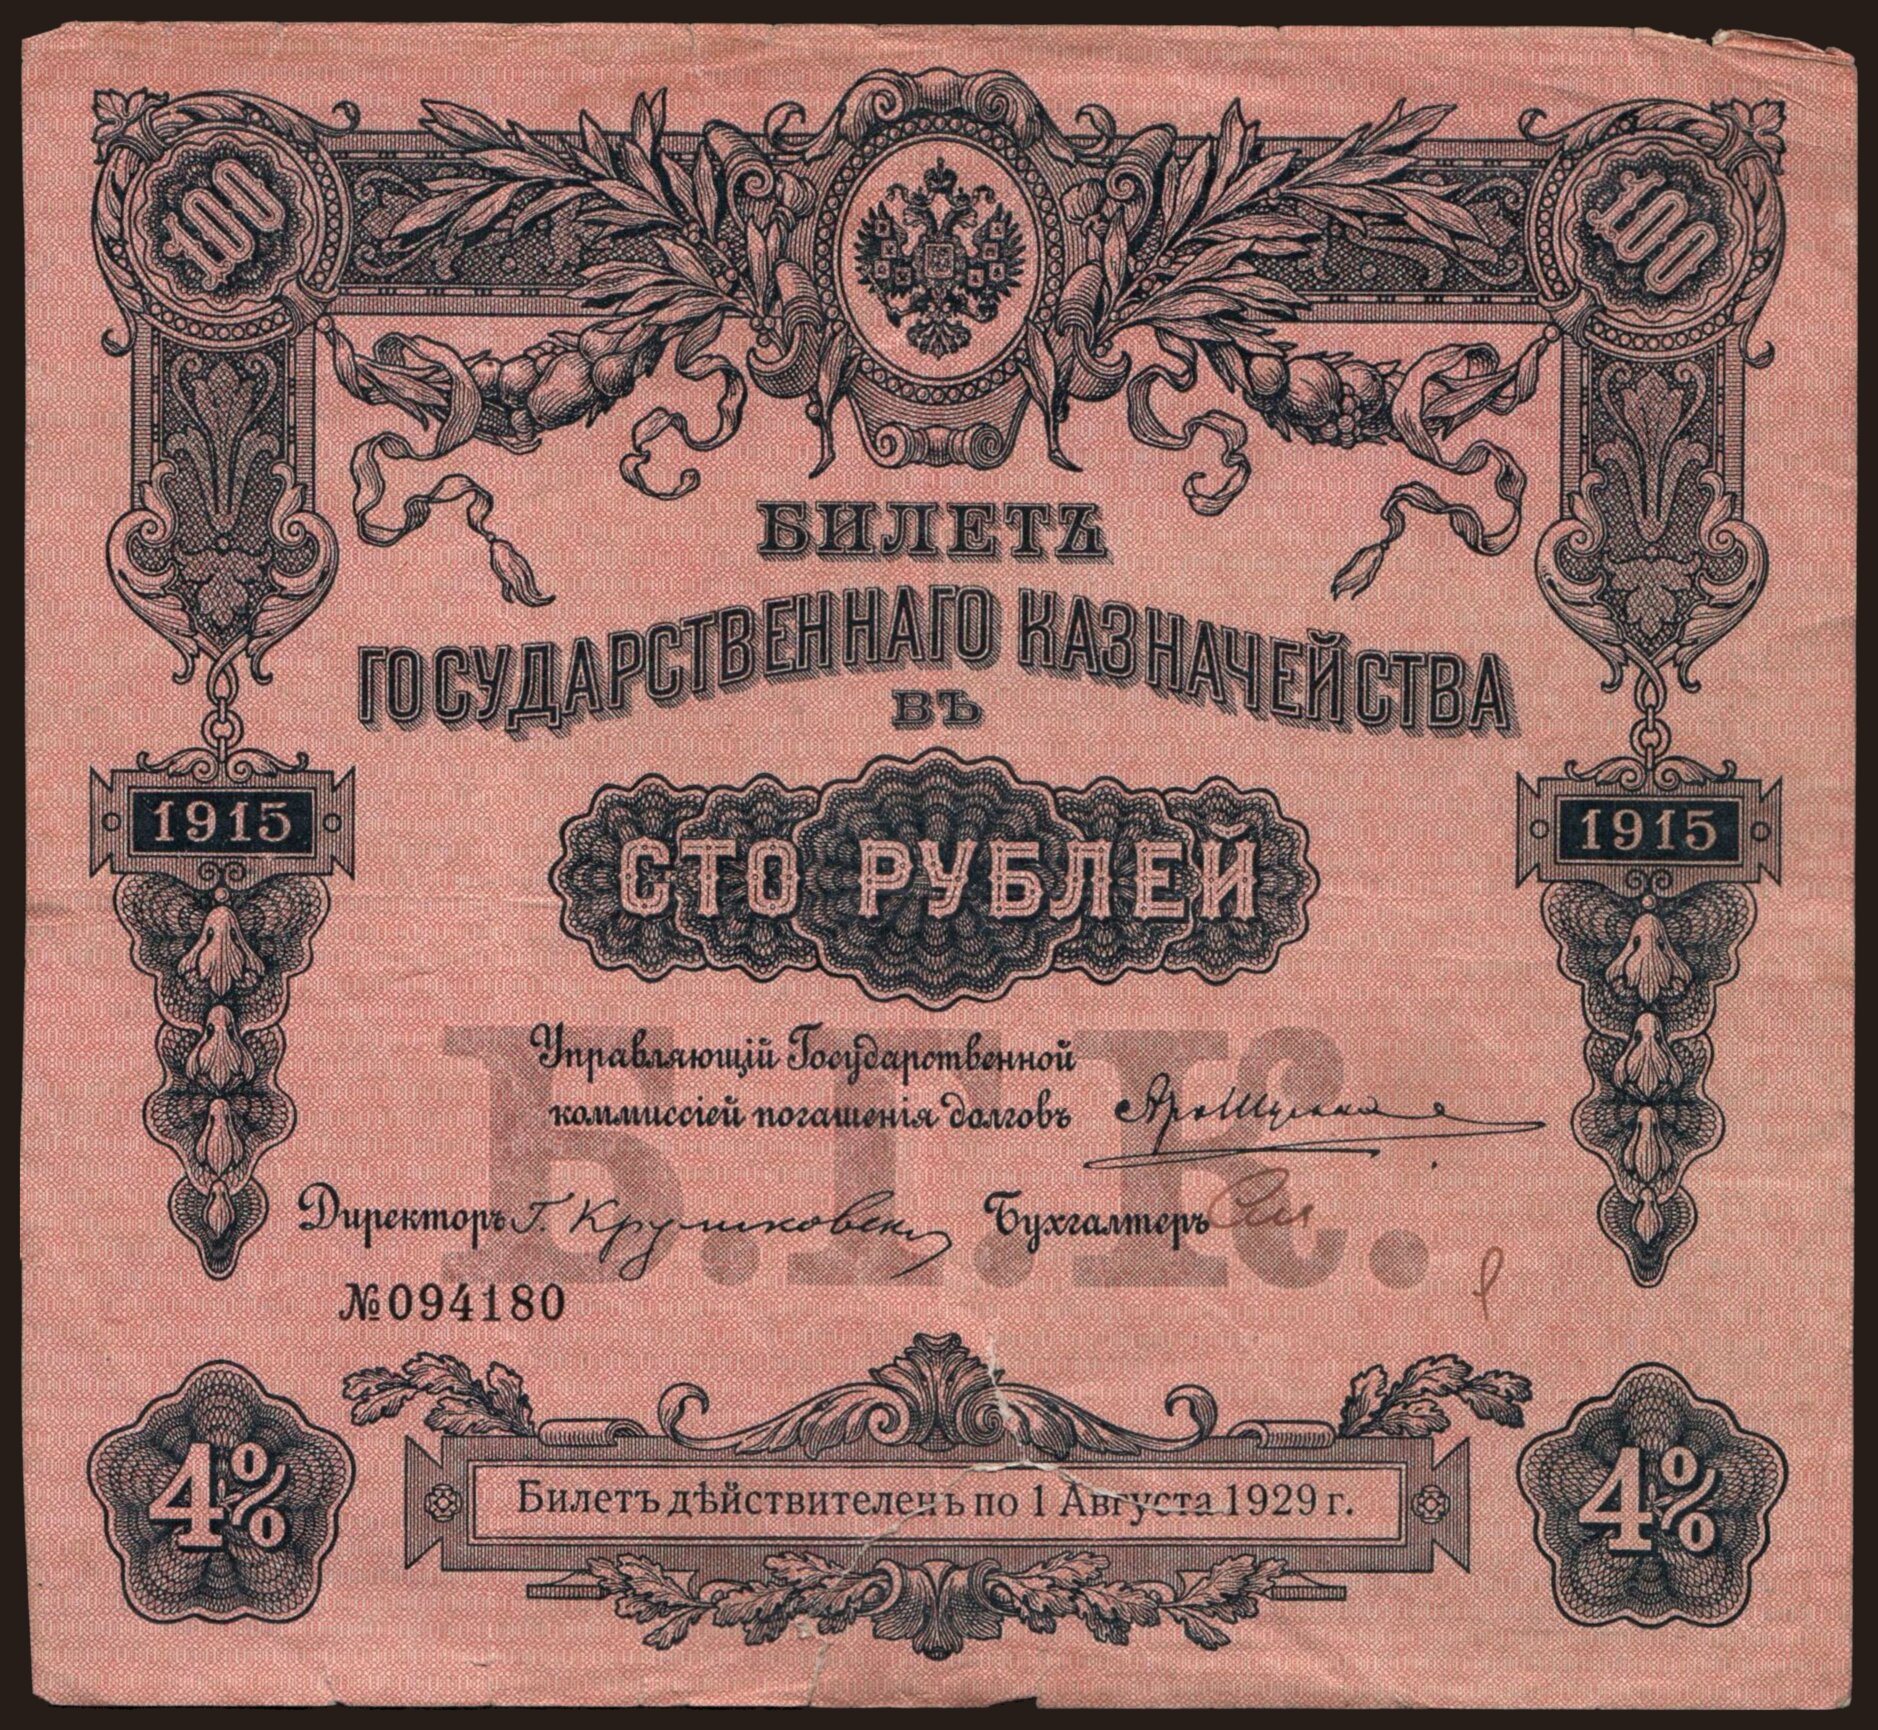 100
100
БИЛЕТЪ
ГОСУДАРСТВЕННАГО КАЗНАЧЕЙСТВА
ВЪ
1915
1915
СТО РУБЛЕЙ
Б.Г.К.
Управляющій Государственной
коммиссіей погашенія долговъ
Директоръ Бухгалтеръ
№094180
4%
4%
Билетъ дѣйствителенъ по 1 Августа 1929 г.